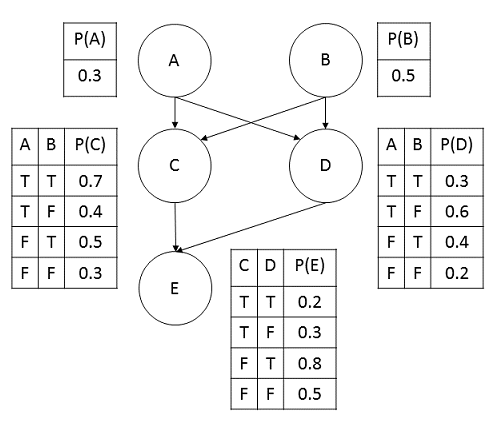 P(A)
0.3
A
B
P(B)
0.5
A B P(C)
T T 0.7
T F 0.4
F T 0.5
F F 0.3
C
D
A B P(D)
T T 0.3
T F 0.6
F T 0.4
F F 0.2
E
C D P(E)
T T 0.2
T F 0.3
F T 0.8
F F 0.5